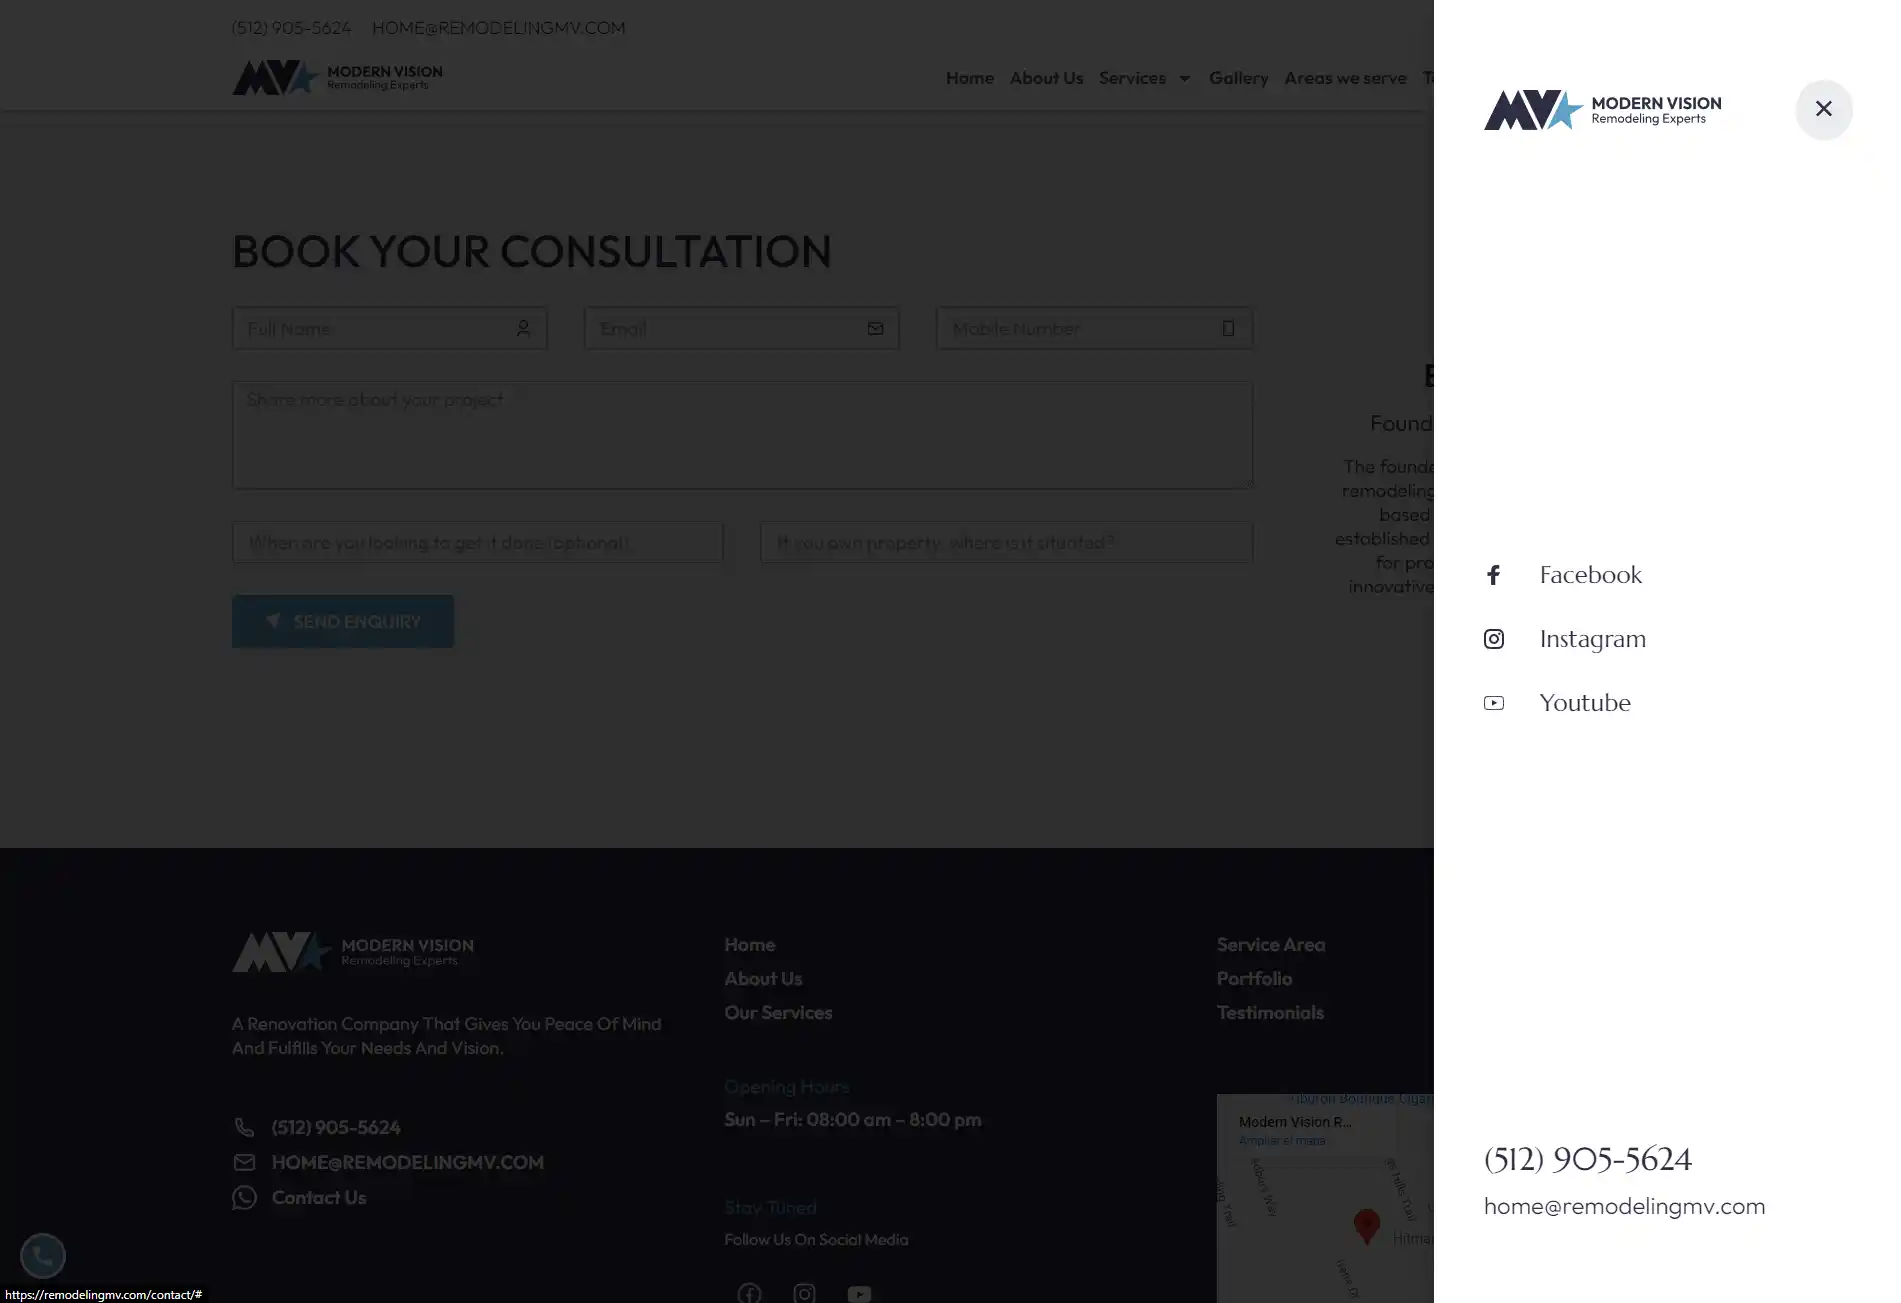 (512) 905-5624 HOME@REMODELINGMV.COM
MODERN VISION
Remodeling Experts
Home About Us Services Gallery Areas we serve
MODERN VISION
Remodeling Experts
BOOK YOUR CONSULTATION
Full Name Email Mobile Number
Share more about your project
When are you looking to get it done (optional)
If you own property, where is it situated?
SEND ENQUIRY
Found
The founde
remodeling
based
established
for pro
innovative
Facebook
Instagram
Youtube
(512) 905-5624
home@remodelingmv.com
MODERN VISION
Remodeling Experts
A Renovation Company That Gives You Peace Of Mind
And Fulfills Your Needs And Vision.
(512) 905-5624
HOME@REMODELINGMV.COM
Contact Us
Home
About Us
Our Services
Opening Hours
Sun – Fri: 08:00 am – 8:00 pm
Stay Tuned
Follow Us On Social Media
Service Area
Portfolio
Testimonials
Modern Vision R...
Ampliar el mapa
https://remodelingmv.com/contact/#